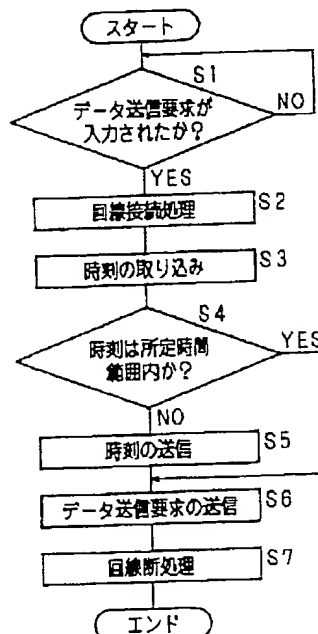 スタート
S1
データ送信要求が
入力されたか?
NO
YES
回線接続処理
S2
時刻の取り込み
S3
S4
時刻は所定時間
範囲内か?
YES
NO
時刻の送信
S5
データ送信要求の送信
S6
回線断処理
S7
エンド